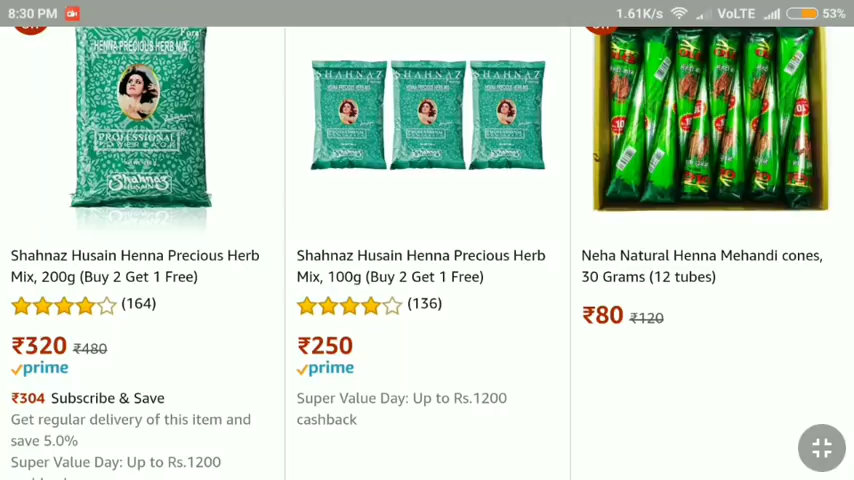 8:30 PM
1.61K/s VoLTE 53%
HENNA PRECIOUS HERB MIX
PROFESSIONAL
POWER
Shahnaz
HUSAIN
SHAHNAZ SHAHNAZ SHAHNAZ
Shahnaz Husain Henna Precious Herb
Mix, 200g (Buy 2 Get 1 Free)
(164)
₹320 ₹480
prime
₹304 Subscribe & Save
Get regular delivery of this item and
save 5.0%
Super Value Day: Up to Rs.1200
Shahnaz Husain Henna Precious Herb
Mix, 100g (Buy 2 Get 1 Free)
(136)
₹250
prime
Super Value Day: Up to Rs.1200
cashback
Neha Natural Henna Mehandi cones,
30 Grams (12 tubes)
₹80 ₹120